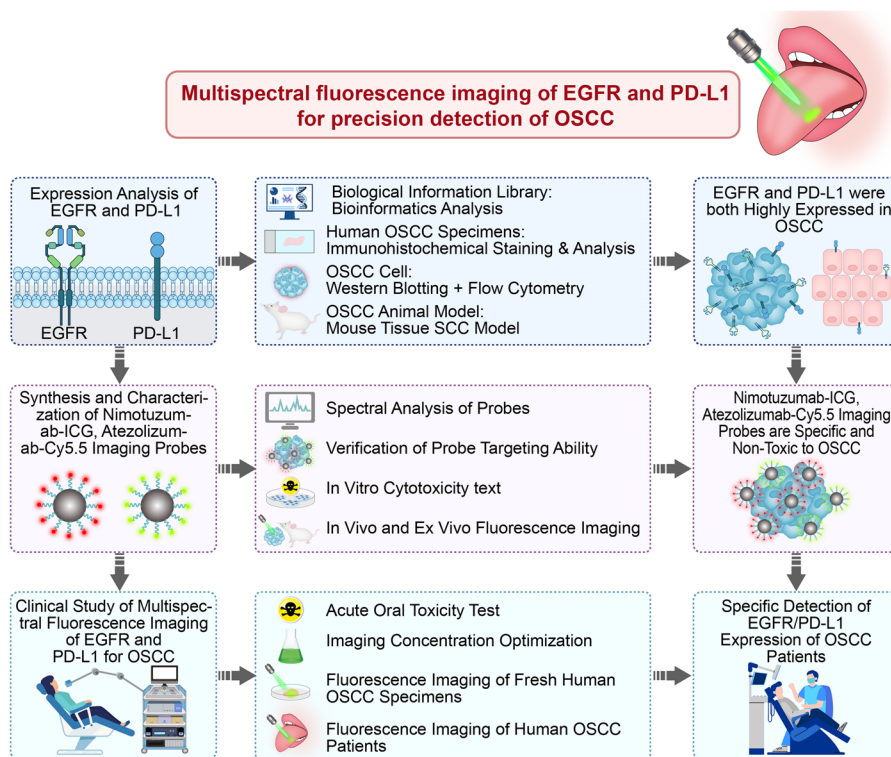 Multispectral fluorescence imaging of EGFR and PD-L1
for precision detection of OSCC
Expression Analysis of
EGFR and PD-L1
EGFR
PD-L1
Biological Information Library:
Bioinformatics Analysis
Human OSCC Specimens:
Immunohistochemical Staining & Analysis
OSCC Cell:
Western Blotting + Flow Cytometry
OSCC Animal Model:
Mouse Tissue SCC Model
EGFR and PD-L1 were
both Highly Expressed in
OSCC
Synthesis and Characteri-
zation of Nimotuzum-
ab-ICG, Atezolizum-
ab-Cy5.5 Imaging Probes
Spectral Analysis of Probes
Verification of Probe Targeting Ability
In Vitro Cytotoxicity text
In Vivo and Ex Vivo Fluorescence Imaging
Nimotuzumab-ICG,
Atezolizumab-Cy5.5 Imaging
Probes are Specific and
Non-Toxic to OSCC
Clinical Study of Multispec-
tral Fluorescence Imaging
of EGFR and
PD-L1 for OSCC
Acute Oral Toxicity Test
Imaging Concentration Optimization
Fluorescence Imaging of Fresh Human
OSCC Specimens
Fluorescence Imaging of Human OSCC
Patients
Specific Detection of
EGFR/PD-L1
Expression of OSCC
Patients